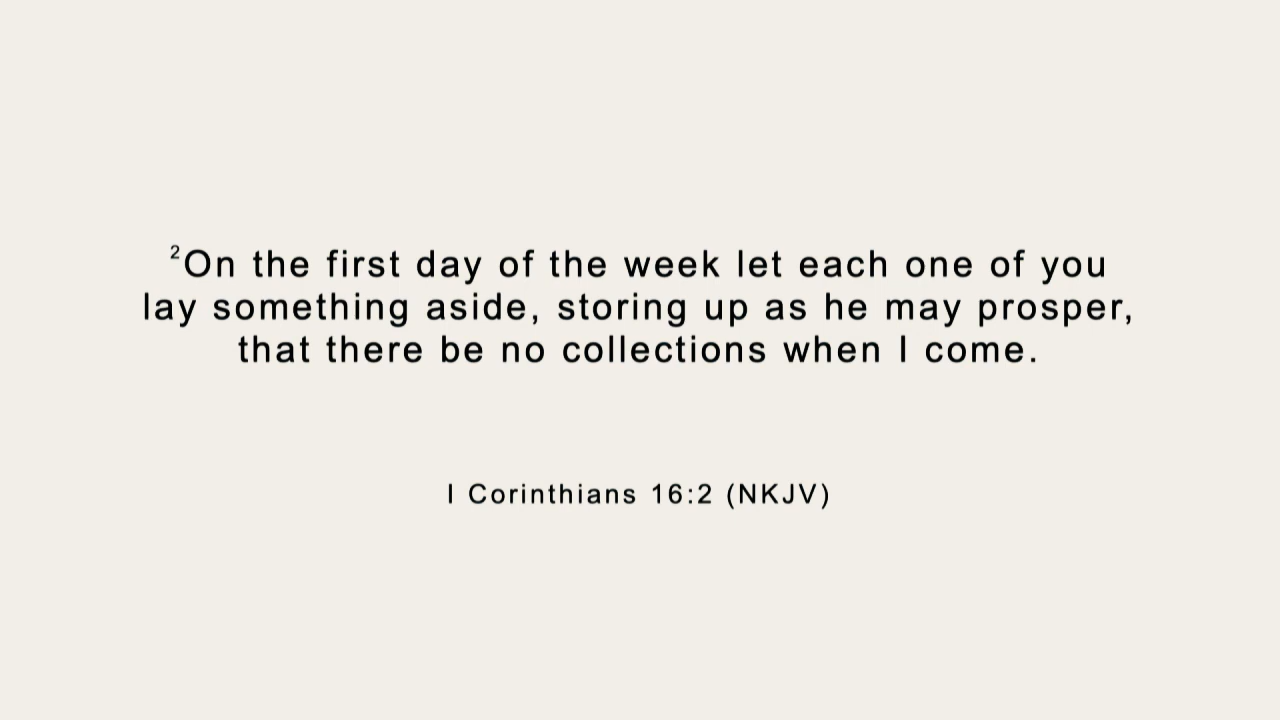 ²On the first day of the week let each one of you
lay something aside, storing up as he may prosper,
that there be no collections when I come.
I Corinthians 16:2 (NKJV)